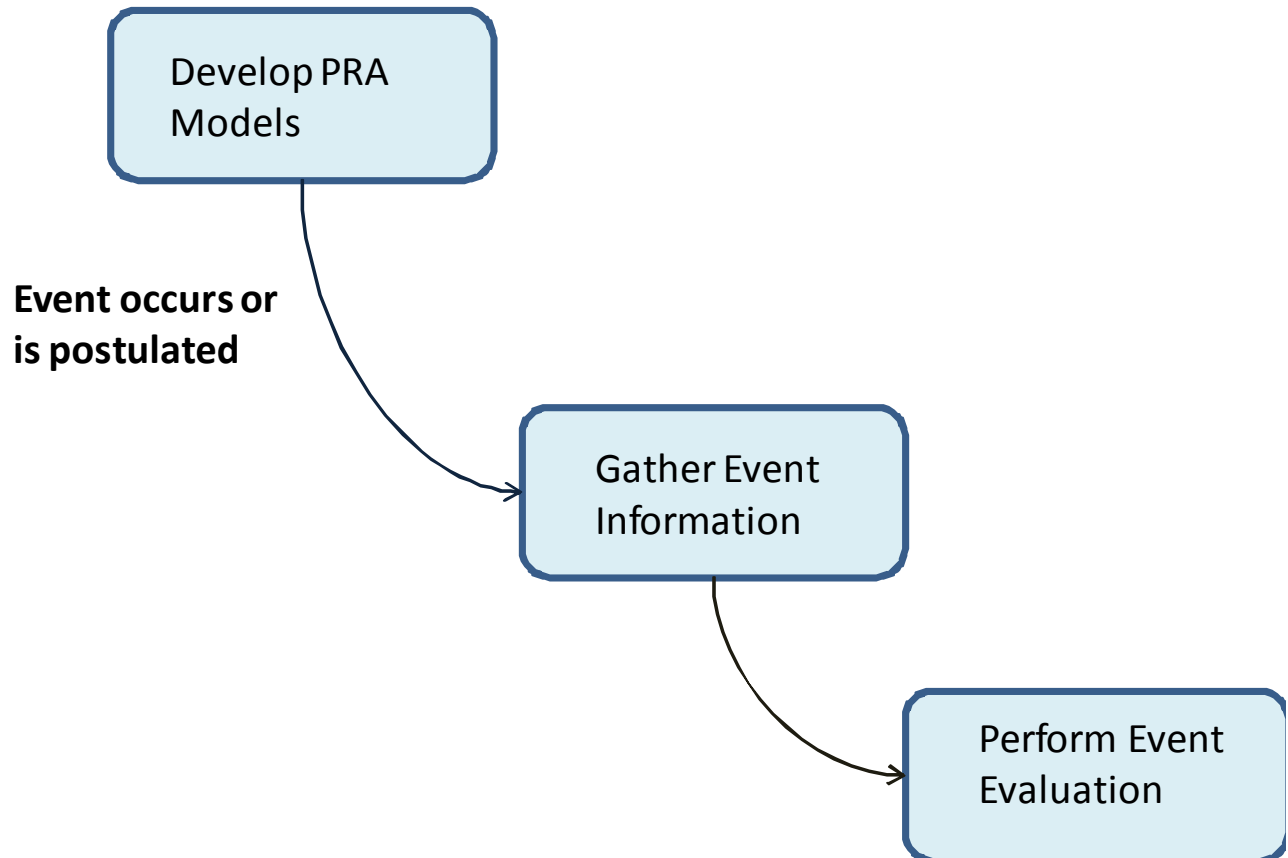 Develop PRA
Models
Event occurs or
is postulated
Gather Event
Information
Perform Event
Evaluation